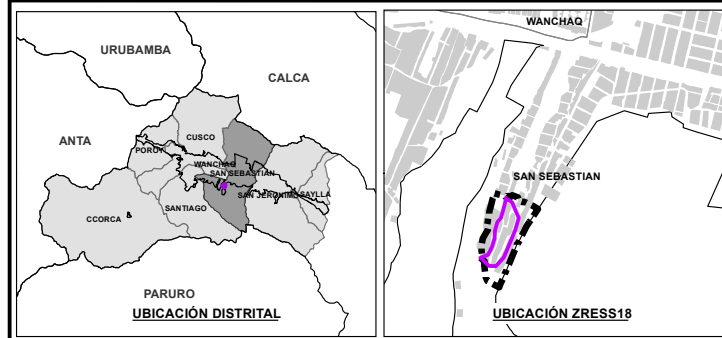 URUBAMBA
CALCA
ANTA
CUSCO
POROY
WANCHAQ
SAN SEBASTIAN
SAN JERONIMO
SAYLLA
SANTIAGO
CCORCA
PARURO
UBICACIÓN DISTRITAL
WANCHAQ
SAN SEBASTIAN
UBICACIÓN ZRESS18